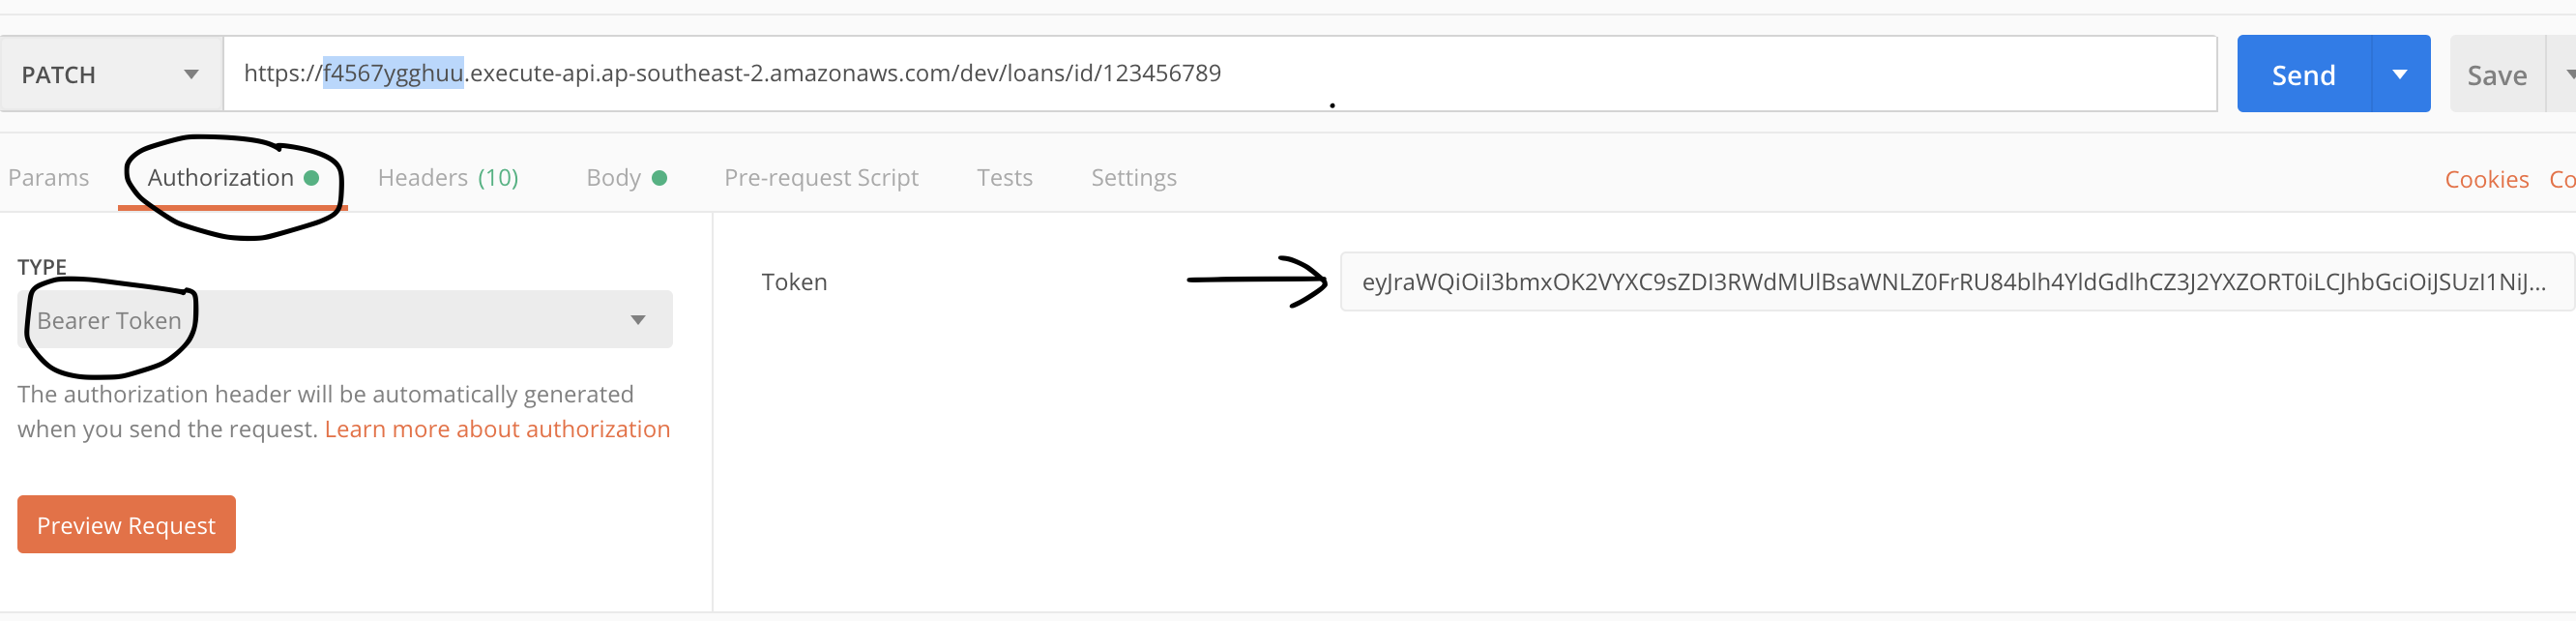 PATCH
https://f4567ygghuu.execute-api.ap-southeast-2.amazonaws.com/dev/loans/id/123456789
Send
Save
Params
Authorization
Headers (10)
Body
Pre-request Script
Tests
Settings
Cookies
Co
TYPE
Bearer Token
The authorization header will be automatically generated
when you send the request. Learn more about authorization
Preview Request
Token
eyJraWQiOiI3bmxOK2VYXC9sZDI3RWdMUlBsaWNLZ0FrRU84blh4YldGdlhCZ3J2YXZORT0iLCJhbGciOiJSUzI1NiJ...